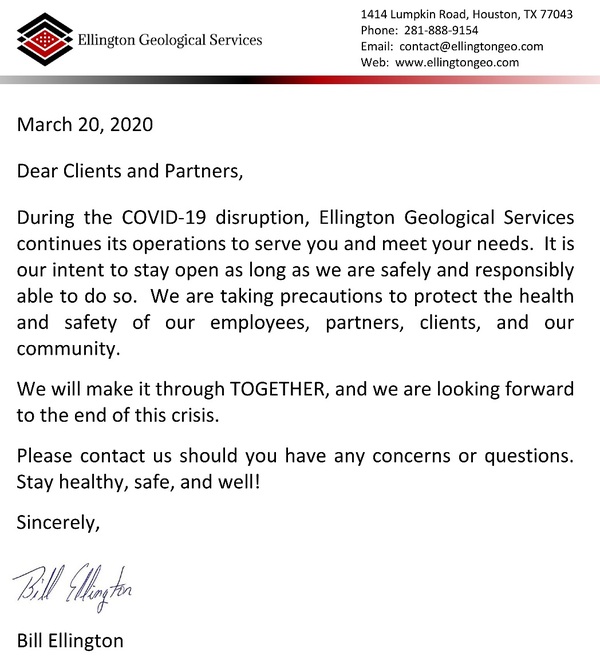 Ellington Geological Services
1414 Lumpkin Road, Houston, TX 77043
Phone:  281-888-9154
Email:  contact@ellingtongeo.com
Web:  www.ellingtongeo.com
March 20, 2020
Dear Clients and Partners,
During the COVID-19 disruption, Ellington Geological Services
continues its operations to serve you and meet your needs.  It is
our intent to stay open as long as we are safely and responsibly
able to do so.  We are taking precautions to protect the health
and safety of our employees, partners, clients, and our
community.
We will make it through TOGETHER, and we are looking forward
to the end of this crisis.
Please contact us should you have any concerns or questions.
Stay healthy, safe, and well!
Sincerely,
Bill Ellington
Bill Ellington